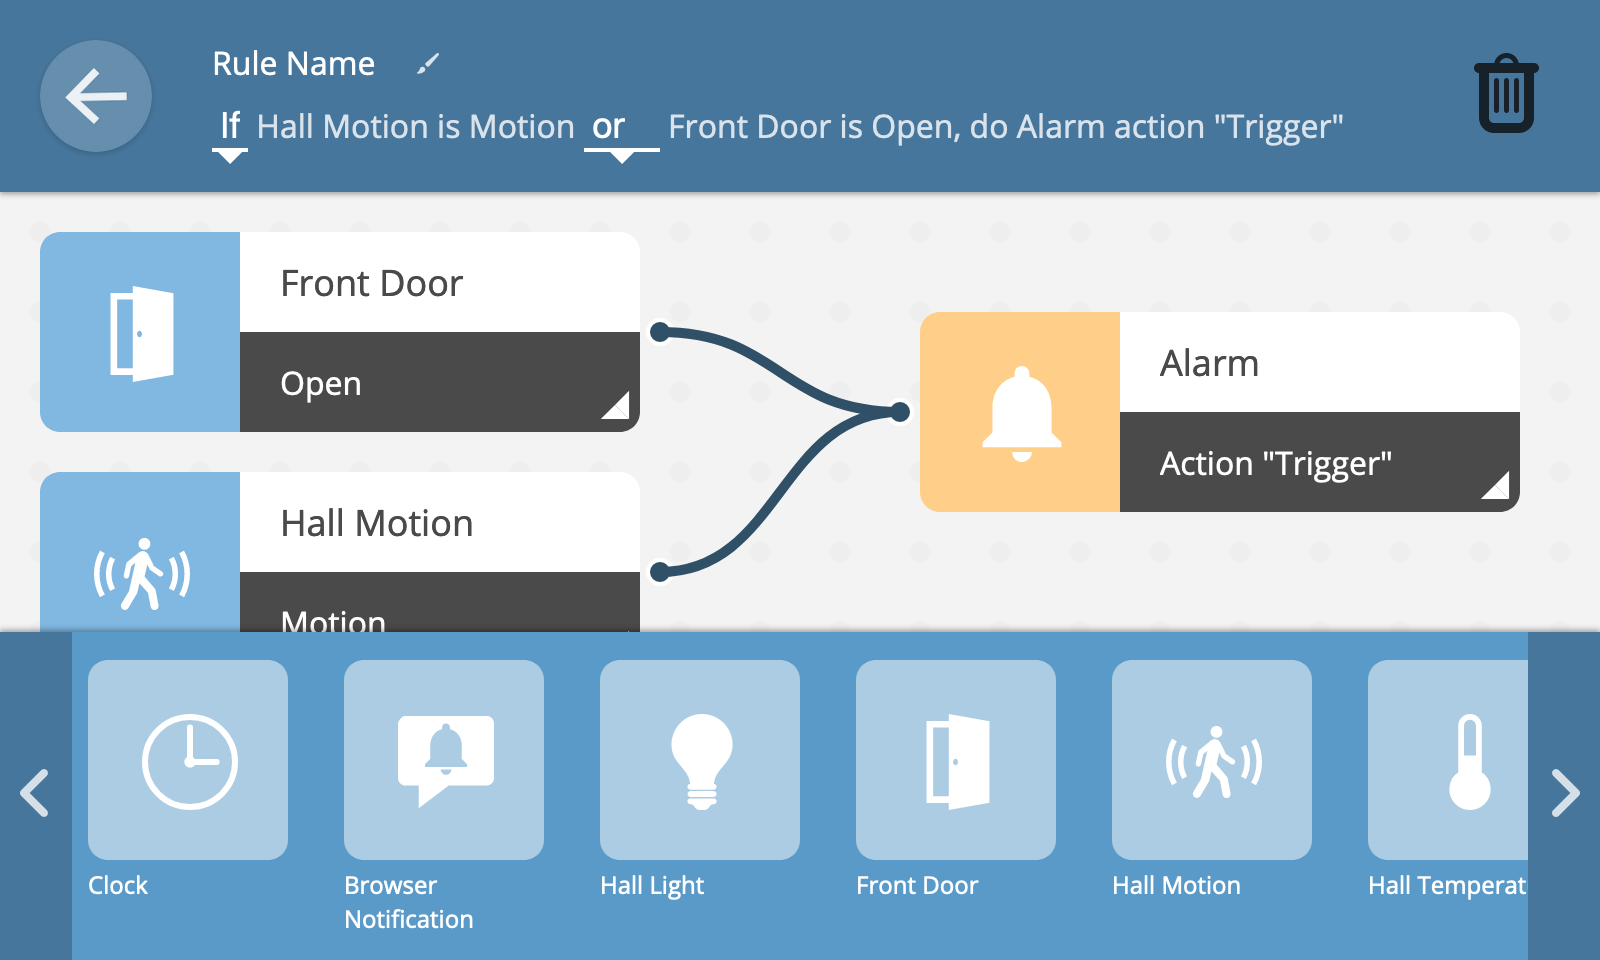 Rule Name
If Hall Motion is Motion or Front Door is Open, do Alarm action "Trigger"
Front Door
Open
Alarm
Action "Trigger"
Hall Motion
Motion
Clock
Browser
Notification
Hall Light
Front Door
Hall Motion
Hall Temperat